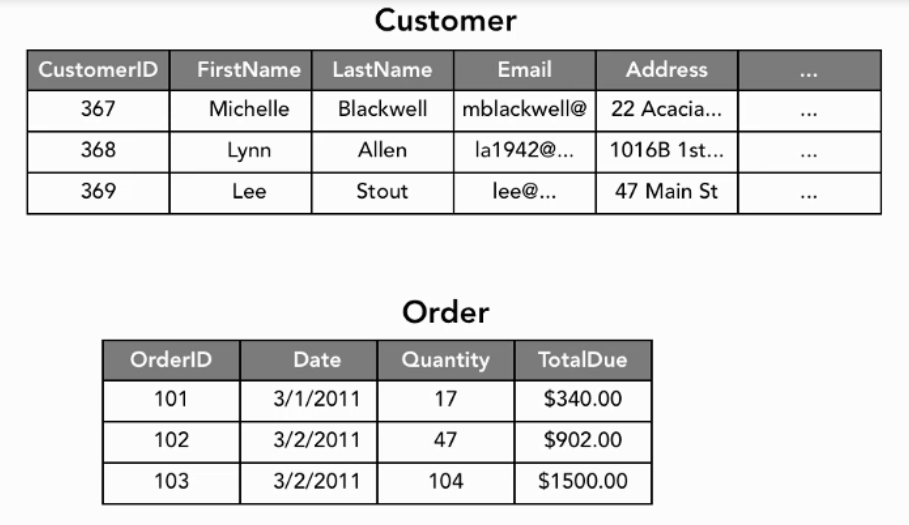 Customer
CustomerID FirstName LastName Email Address ...
367 Michelle Blackwell mblackwell@ 22 Acacia... ...
368 Lynn Allen la1942@... 1016B 1st... ...
369 Lee Stout lee@... 47 Main St ...
Order
OrderID Date Quantity TotalDue
101 3/1/2011 17 $340.00
102 3/2/2011 47 $902.00
103 3/2/2011 104 $1500.00